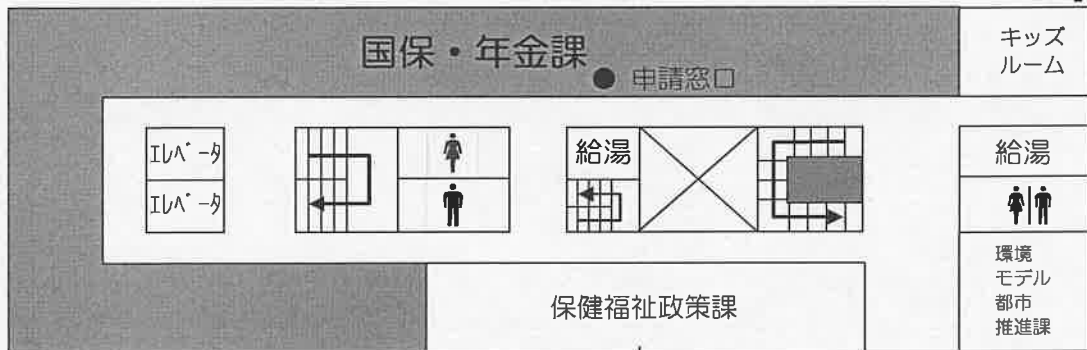 国保・年金課
● 申請窓口
キッズ
ルーム
エレベータ
エレベータ
給湯
給湯
環境
モデル
都市
推進課
保健福祉政策課